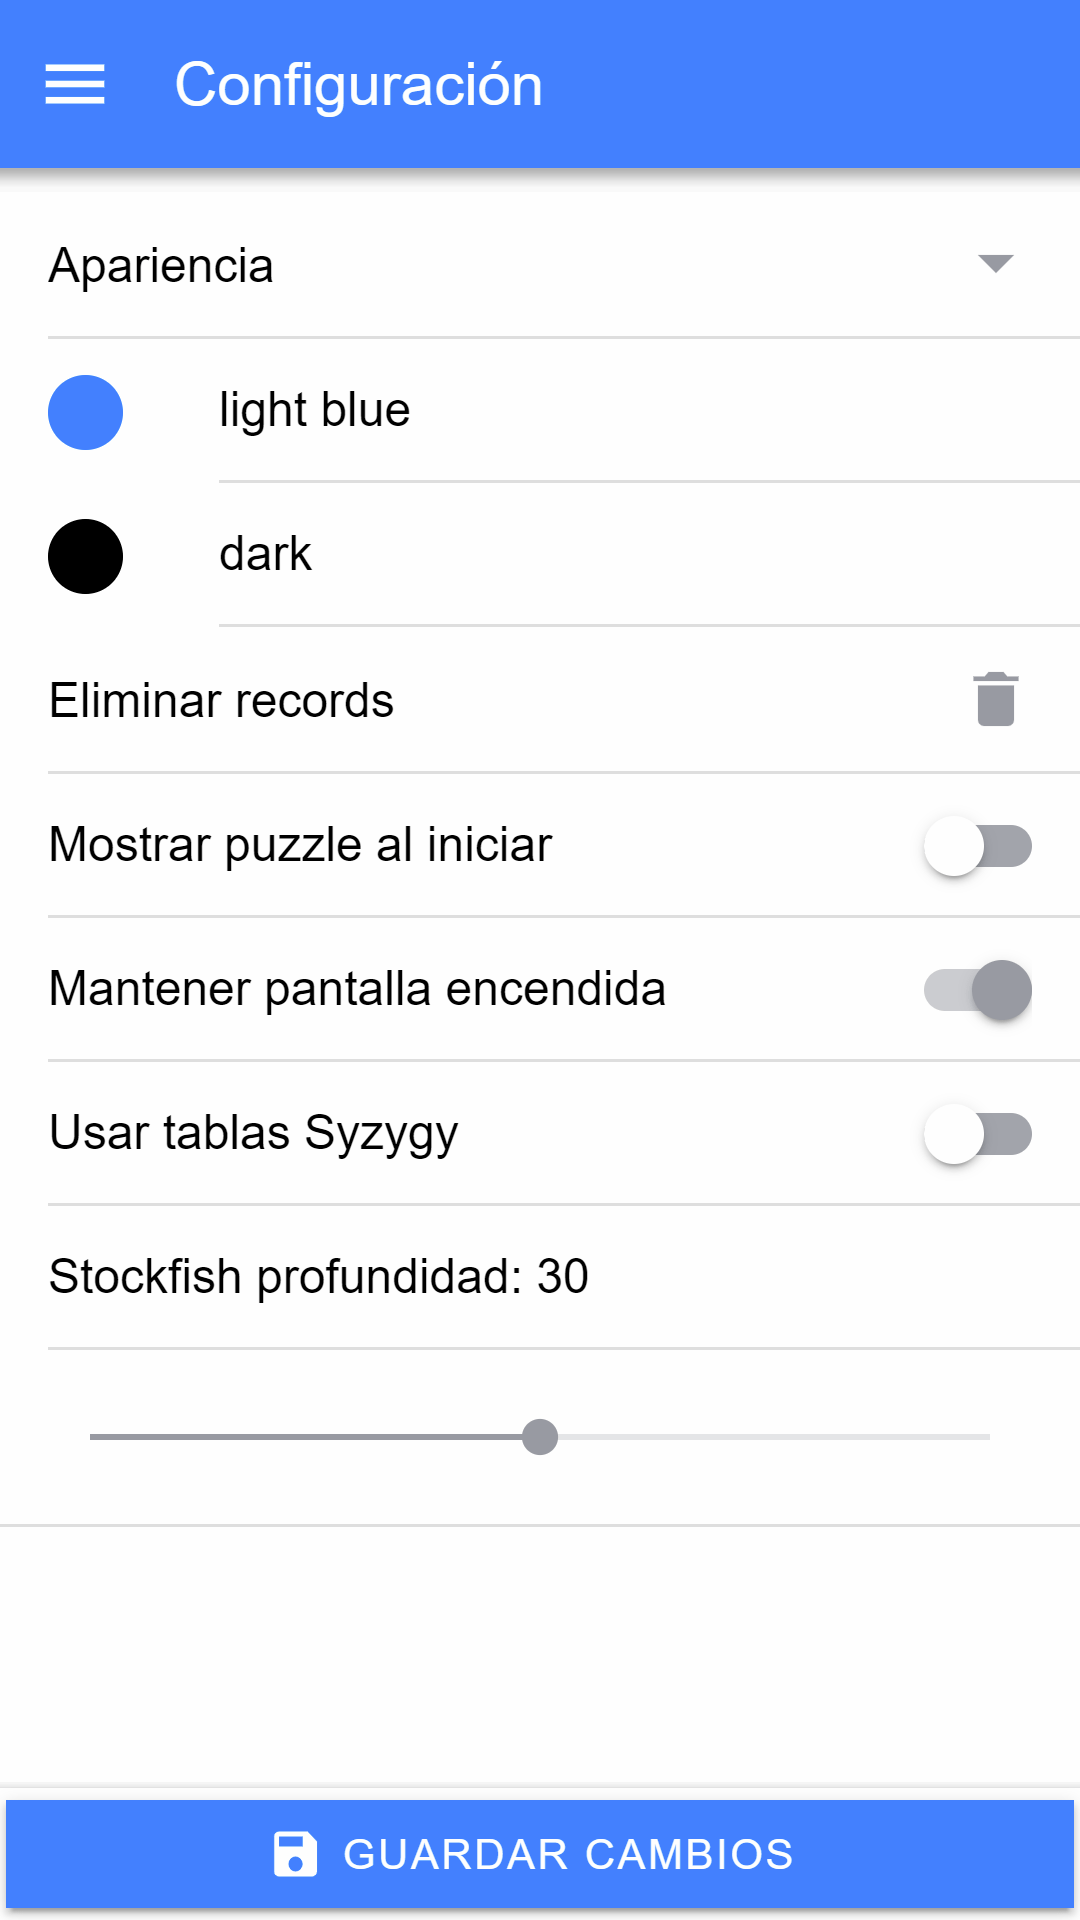 Configuración
Apariencia
light blue
dark
Eliminar records
Mostrar puzzle al iniciar
Mantener pantalla encendida
Usar tablas Syzygy
Stockfish profundidad: 30
GUARDAR CAMBIOS